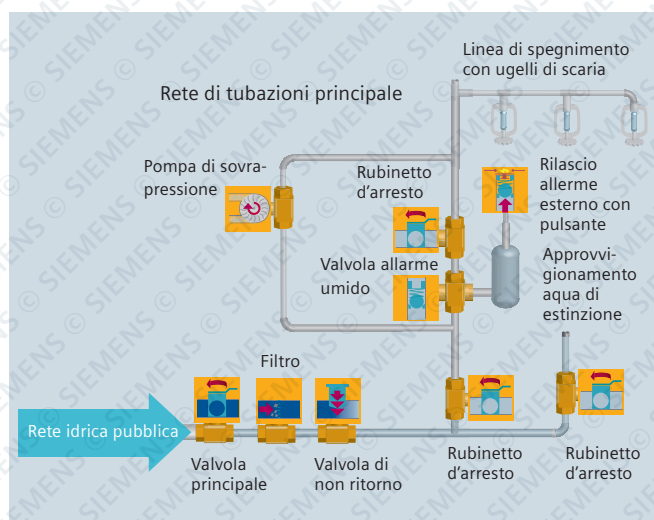 Linea di spegnimento
con ugelli di scaria
Rete di tubazioni principale
Pompa di sovra-
pressione
Rubinetto
d'arresto
Rilascio
allerme
esterno con
pulsante
Valvola allarme
umido
Approvvi-
gionamento
aqua di
estinzione
Filtro
Rete idrica pubblica
Valvola
principale
Valvola di
non ritorno
Rubinetto
d'arresto
Rubinetto
d'arresto
SIEMENS ©